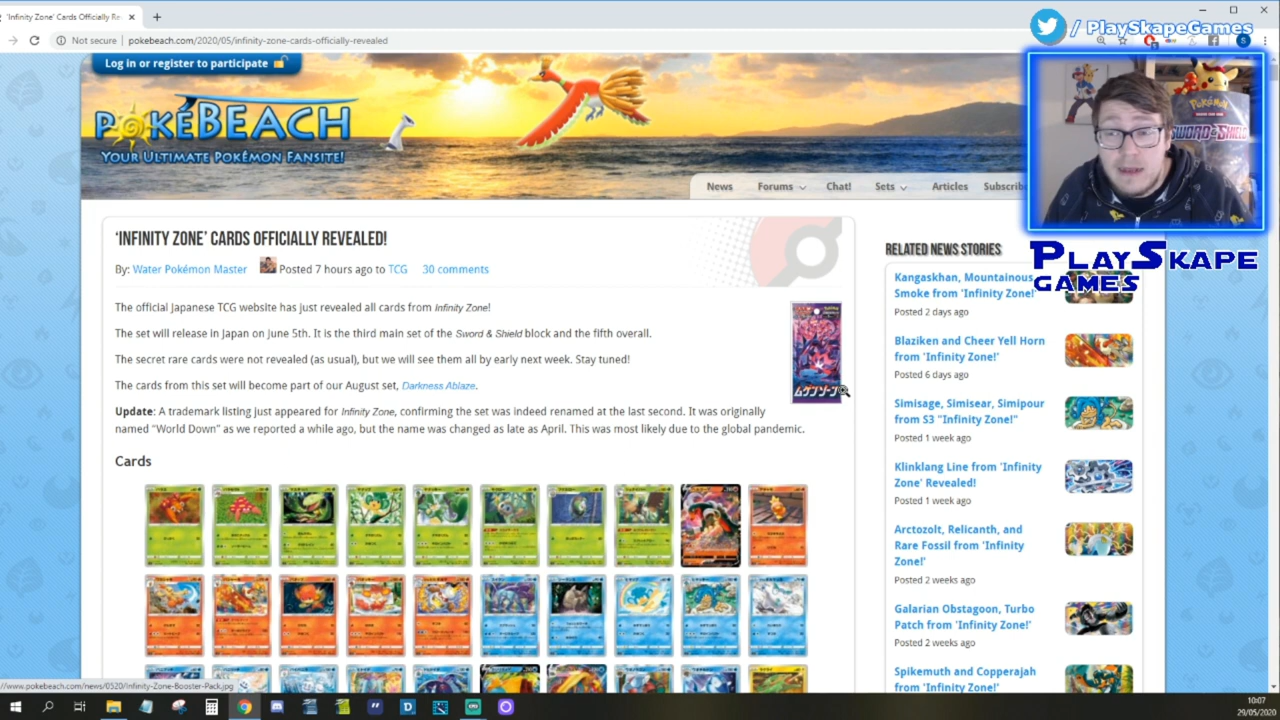 'Infinity Zone' Cards Officially Re
/ PlaySkapeGames
Not secure | pokebeach.com/2020/05/infinity-zone-cards-officially-revealed
Log in or register to participate
POKÉBEACH
YOUR ULTIMATE POKÉMON FANSITE!
POKÉMON
SWORD & SHIELD
News Forums Chat! Sets Articles Subscribe
PLAYSKAPE
GAMES
'INFINITY ZONE' CARDS OFFICIALLY REVEALED!
By: Water Pokémon Master Posted 7 hours ago to TCG 30 comments
The official Japanese TCG website has just revealed all cards from Infinity Zone!
The set will release in Japan on June 5th. It is the third main set of the Sword & Shield block and the fifth overall.
The secret rare cards were not revealed (as usual), but we will see them all by early next week. Stay tuned!
The cards from this set will become part of our August set, Darkness Ablaze.
Update: A trademark listing just appeared for Infinity Zone, confirming the set was indeed renamed at the last second. It was originally
named "World Down" as we reported a while ago, but the name was changed as late as April. This was most likely due to the global pandemic.
ムゲンゾーン
Cards
RELATED NEWS STORIES
Kangaskhan, Mountainous
Smoke from 'Infinity Zone!'
Posted 2 days ago
Blaziken and Cheer Yell Horn
from 'Infinity Zone!'
Posted 6 days ago
Simisage, Simisear, Simipour
from S3 "Infinity Zone!"
Posted 1 week ago
Klinklang Line from 'Infinity
Zone' Revealed!
Posted 1 week ago
Arctozolt, Relicanth, and
Rare Fossil from 'Infinity
Zone!'
Posted 2 weeks ago
Galarian Obstagoon, Turbo
Patch from 'Infinity Zone!'
Posted 2 weeks ago
Spikemuth and Copperajah
from 'Infinity Zone!'
//www.pokebeach.com/news/0520/Infinity-Zone-Booster-Pack.jpg
10:07
29/05/2020